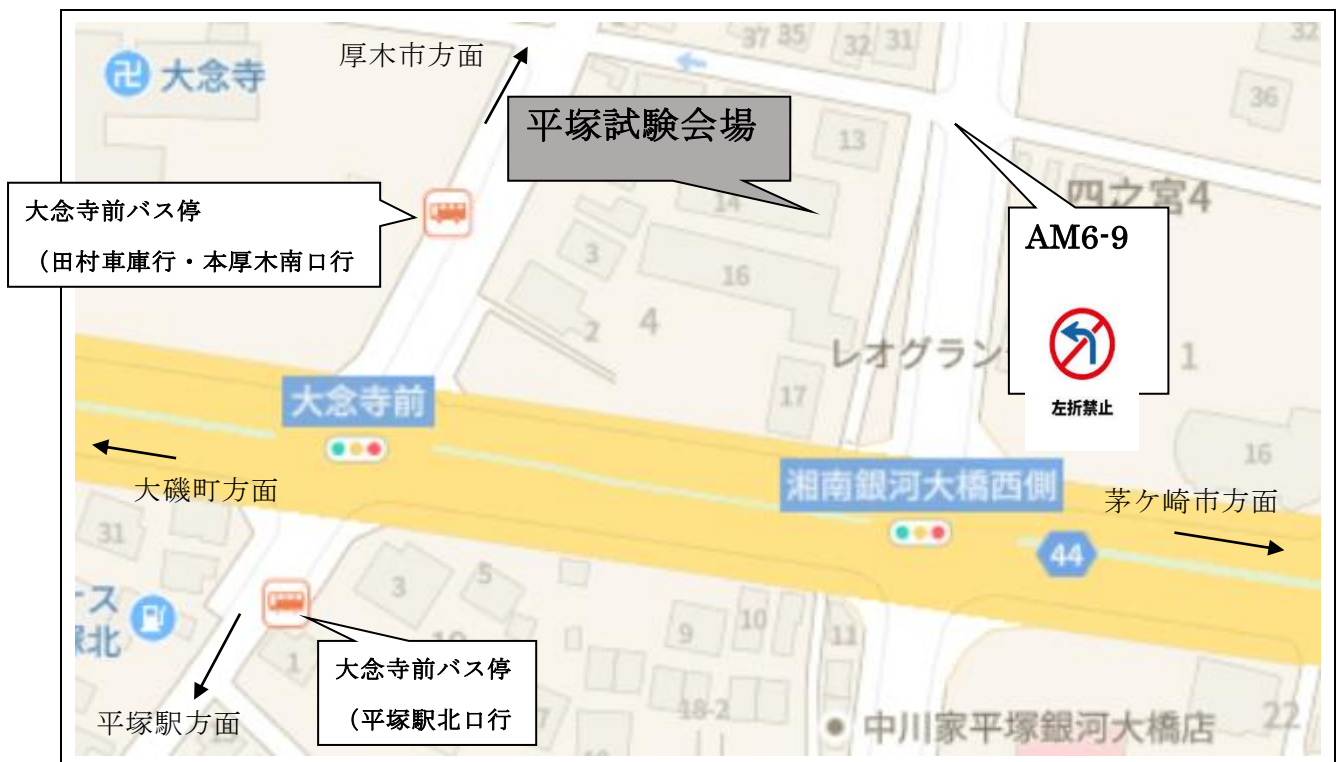 37
35
32
31
32
厚木市方面
大念寺
36
平塚試験会場
13
四之宮4
14
大念寺前バス停
（田村車庫行・本厚木南口行
AM6-9
3
16
2
4
レオグラン
1
17
左折禁止
大念寺前
16
大磯町方面
湘南銀河大橋西側
茅ケ崎市方面
31
44
3
5
ース
塚北
9
10
11
1
大念寺前バス停
（平塚駅北口行
平塚駅方面
18-2
中川家平塚銀河大橋店
22